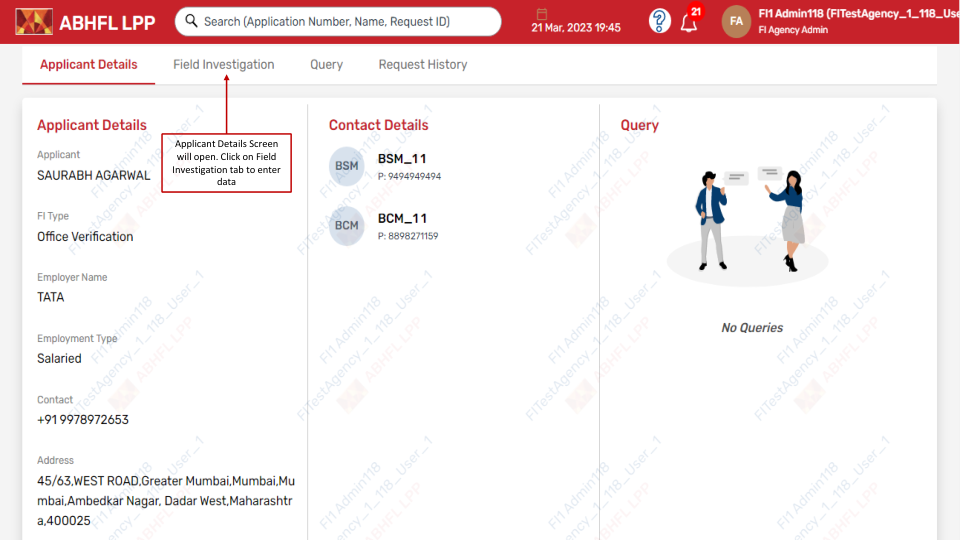 ABHFL LPP
Search (Application Number, Name, Request ID)
21 Mar, 2023 19:45
21
FA
FI1 Admin118 (FITestAgency_1_118_Use
FI Agency Admin
Applicant Details
Field Investigation
Query
Request History
Applicant Details
Applicant
SAURABH AGARWAL
FI Type
Office Verification
Employer Name
TATA
Employment Type
Salaried
Contact
+91 9978972653
Address
45/63,WEST ROAD,Greater Mumbai,Mumbai,Mu
mbai,Ambedkar Nagar, Dadar West,Maharashtr
a,400025
Applicant Details Screen
will open. Click on Field
Investigation tab to enter
data
Contact Details
BSM
BSM_11
P: 9494949494
BCM
BCM_11
P: 8898271159
Query
No Queries
FI1 Admin118
FITestAgency_1_118_User_1
ABHFL LPP